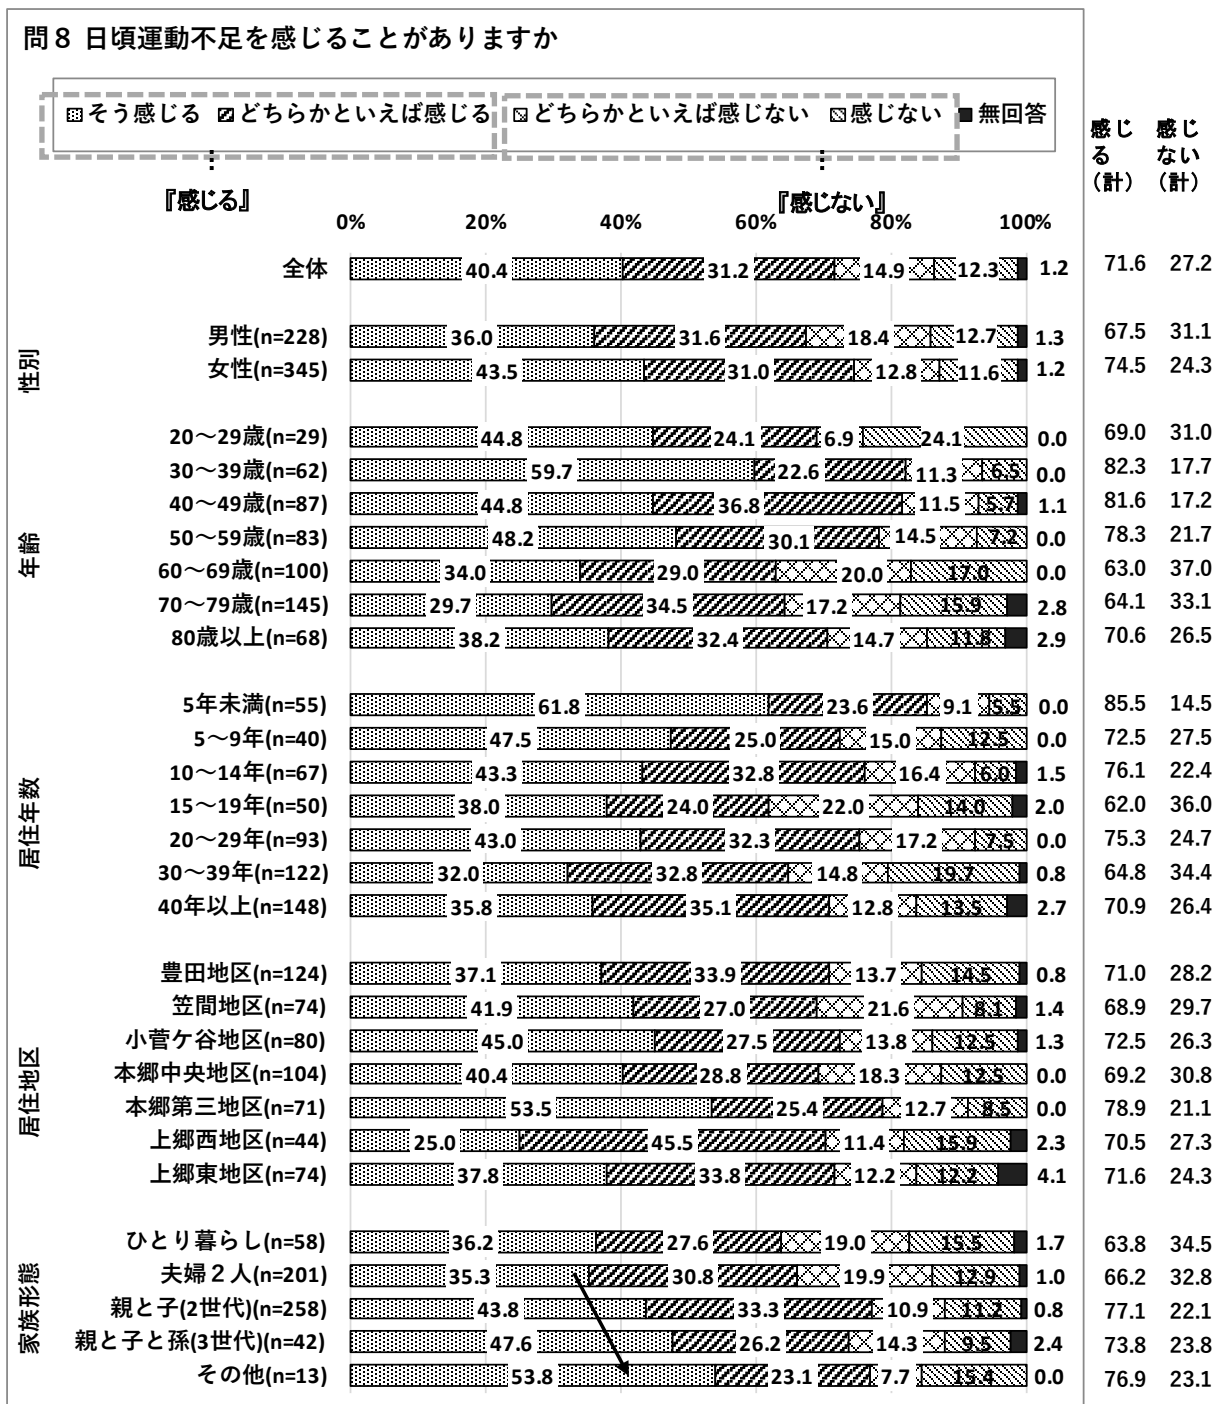 問８ 日頃運動不足を感じることがありますか
そう感じる どちらかといえば感じる どちらかといえば感じない 感じない 無回答
感じる（計） 感じない（計）
『感じる』 『感じない』
0% 20% 40% 60% 80% 100%
全体 40.4 31.2 14.9 12.3 1.2 71.6 27.2
性別
男性(n=228) 36.0 31.6 18.4 12.7 1.3 67.5 31.1
女性(n=345) 43.5 31.0 12.8 11.6 1.2 74.5 24.3
年齢
20～29歳(n=29) 44.8 24.1 6.9 24.1 0.0 69.0 31.0
30～39歳(n=62) 59.7 22.6 11.3 6.5 0.0 82.3 17.7
40～49歳(n=87) 44.8 36.8 11.5 5.7 1.1 81.6 17.2
50～59歳(n=83) 48.2 30.1 14.5 7.2 0.0 78.3 21.7
60～69歳(n=100) 34.0 29.0 20.0 17.0 0.0 63.0 37.0
70～79歳(n=145) 29.7 34.5 17.2 15.9 2.8 64.1 33.1
80歳以上(n=68) 38.2 32.4 14.7 11.8 2.9 70.6 26.5
居住年数
5年未満(n=55) 61.8 23.6 9.1 5.5 0.0 85.5 14.5
5～9年(n=40) 47.5 25.0 15.0 12.5 0.0 72.5 27.5
10～14年(n=67) 43.3 32.8 16.4 6.0 1.5 76.1 22.4
15～19年(n=50) 38.0 24.0 22.0 14.0 2.0 62.0 36.0
20～29年(n=93) 43.0 32.3 17.2 7.5 0.0 75.3 24.7
30～39年(n=122) 32.0 32.8 14.8 19.7 0.8 64.8 34.4
40年以上(n=148) 35.8 35.1 12.8 13.5 2.7 70.9 26.4
居住地区
豊田地区(n=124) 37.1 33.9 13.7 14.5 0.8 71.0 28.2
笠間地区(n=74) 41.9 27.0 21.6 8.1 1.4 68.9 29.7
小菅ケ谷地区(n=80) 45.0 27.5 13.8 12.5 1.3 72.5 26.3
本郷中央地区(n=104) 40.4 28.8 18.3 12.5 0.0 69.2 30.8
本郷第三地区(n=71) 53.5 25.4 12.7 8.5 0.0 78.9 21.1
上郷西地区(n=44) 25.0 45.5 11.4 15.9 2.3 70.5 27.3
上郷東地区(n=74) 37.8 33.8 12.2 12.2 4.1 71.6 24.3
家族形態
ひとり暮らし(n=58) 36.2 27.6 19.0 15.5 1.7 63.8 34.5
夫婦２人(n=201) 35.3 30.8 19.9 12.9 1.0 66.2 32.8
親と子(2世代)(n=258) 43.8 33.3 10.9 11.2 0.8 77.1 22.1
親と子と孫(3世代)(n=42) 47.6 26.2 14.3 9.5 2.4 73.8 23.8
その他(n=13) 53.8 23.1 7.7 15.4 0.0 76.9 23.1